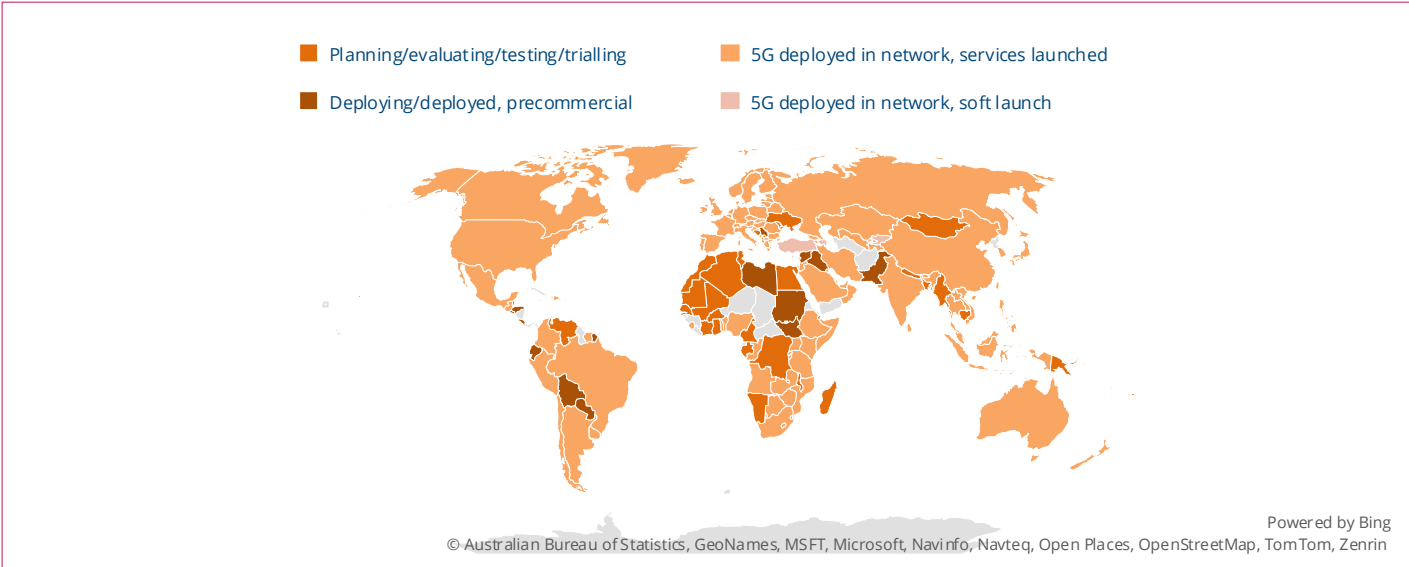 Planning/evaluating/testing/trialling
5G deployed in network, services launched
Deploying/deployed, precommercial
5G deployed in network, soft launch
Powered by Bing
© Australian Bureau of Statistics, GeoNames, MSFT, Microsoft, Navinfo, Navteq, Open Places, OpenStreetMap, TomTom, Zenrin